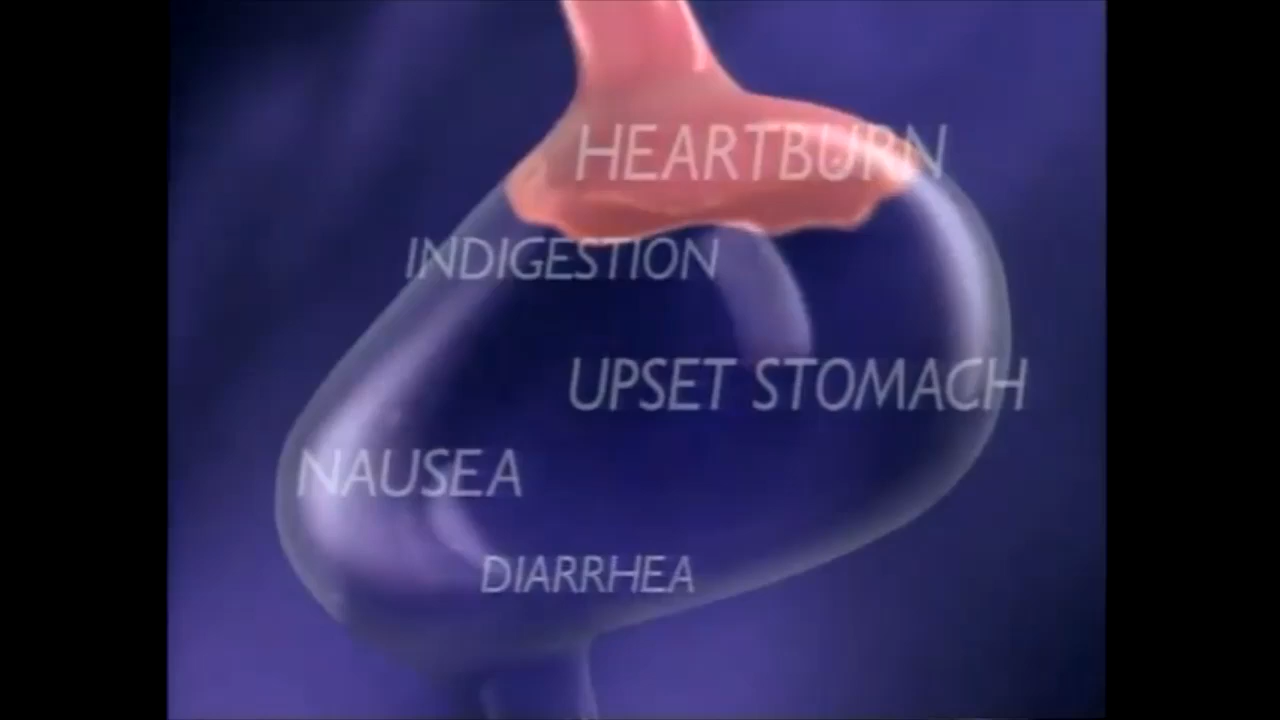 HEARTBURN
INDIGESTION
UPSET STOMACH
NAUSEA
DIARRHEA